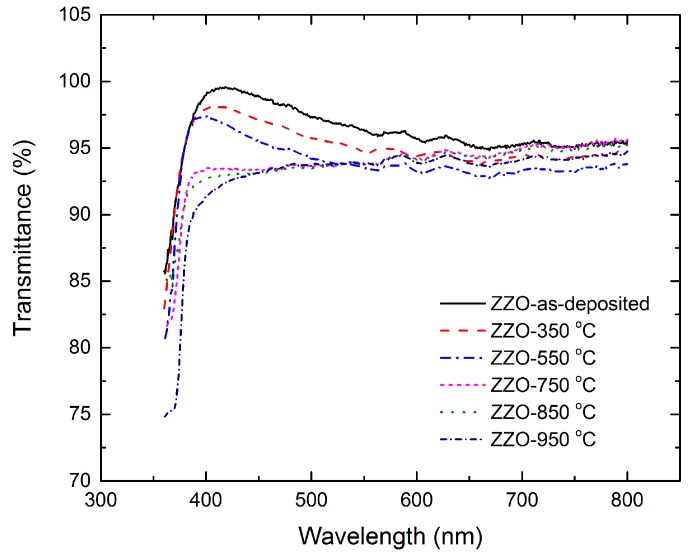 105
100
95
90
85
80
75
70
Transmittance (%)
ZZO-as-deposited
ZZO-350 °C
ZZO-550 °C
ZZO-750 °C
ZZO-850 °C
ZZO-950 °C
300 400 500 600 700 800
Wavelength (nm)